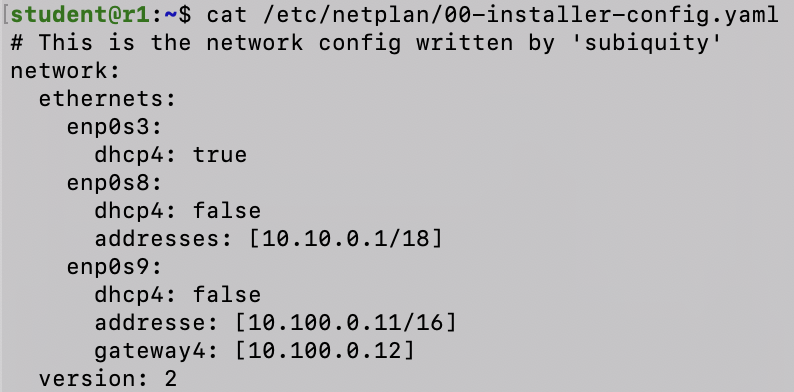 [student@r1:~$ cat /etc/netplan/00-installer-config.yaml
# This is the network config written by 'subiquity'
network:
  ethernets:
    enp0s3:
      dhcp4: true
    enp0s8:
      dhcp4: false
      addresses: [10.10.0.1/18]
    enp0s9:
      dhcp4: false
      addresse: [10.100.0.11/16]
      gateway4: [10.100.0.12]
  version: 2